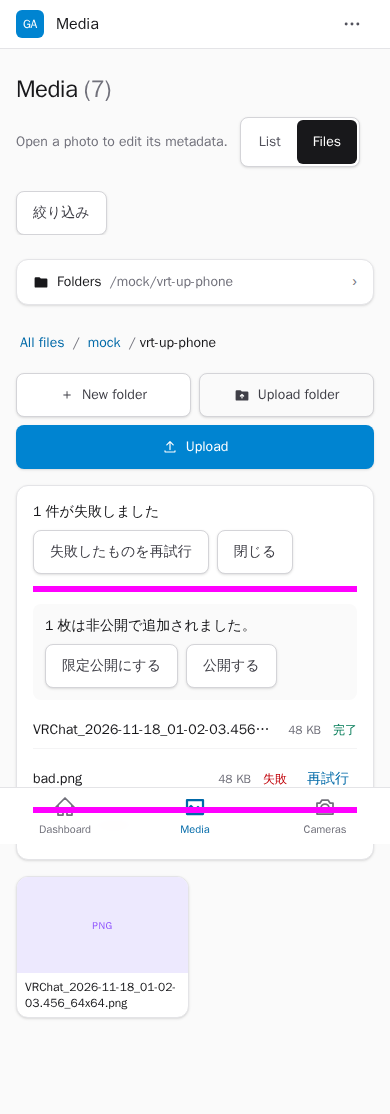 GA Media ···
Media (7)
Open a photo to edit its metadata. List Files
絞り込み
Folders /mock/vrt-up-phone ›
All files / mock / vrt-up-phone
+ New folder Upload folder
Upload
1 件が失敗しました
失敗したものを再試行 閉じる
1 枚は非公開で追加されました。
限定公開にする 公開する
VRChat_2026-11-18_01-02-03.456… 48 KB 完了
bad.png 48 KB 失敗 再試行
Dashboard Media Cameras
PNG
VRChat_2026-11-18_01-02-
03.456_64x64.png